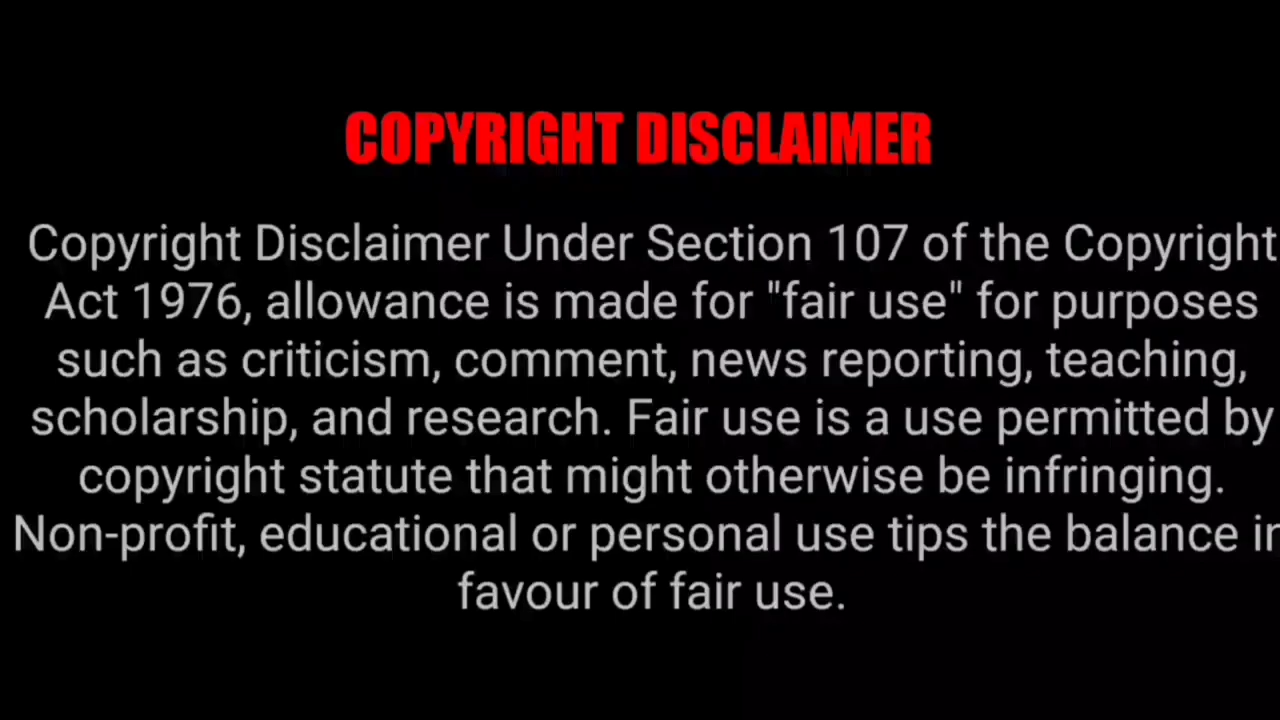 COPYRIGHT DISCLAIMER
Copyright Disclaimer Under Section 107 of the Copyright
Act 1976, allowance is made for "fair use" for purposes
such as criticism, comment, news reporting, teaching,
scholarship, and research. Fair use is a use permitted by
copyright statute that might otherwise be infringing.
Non-profit, educational or personal use tips the balance in
favour of fair use.